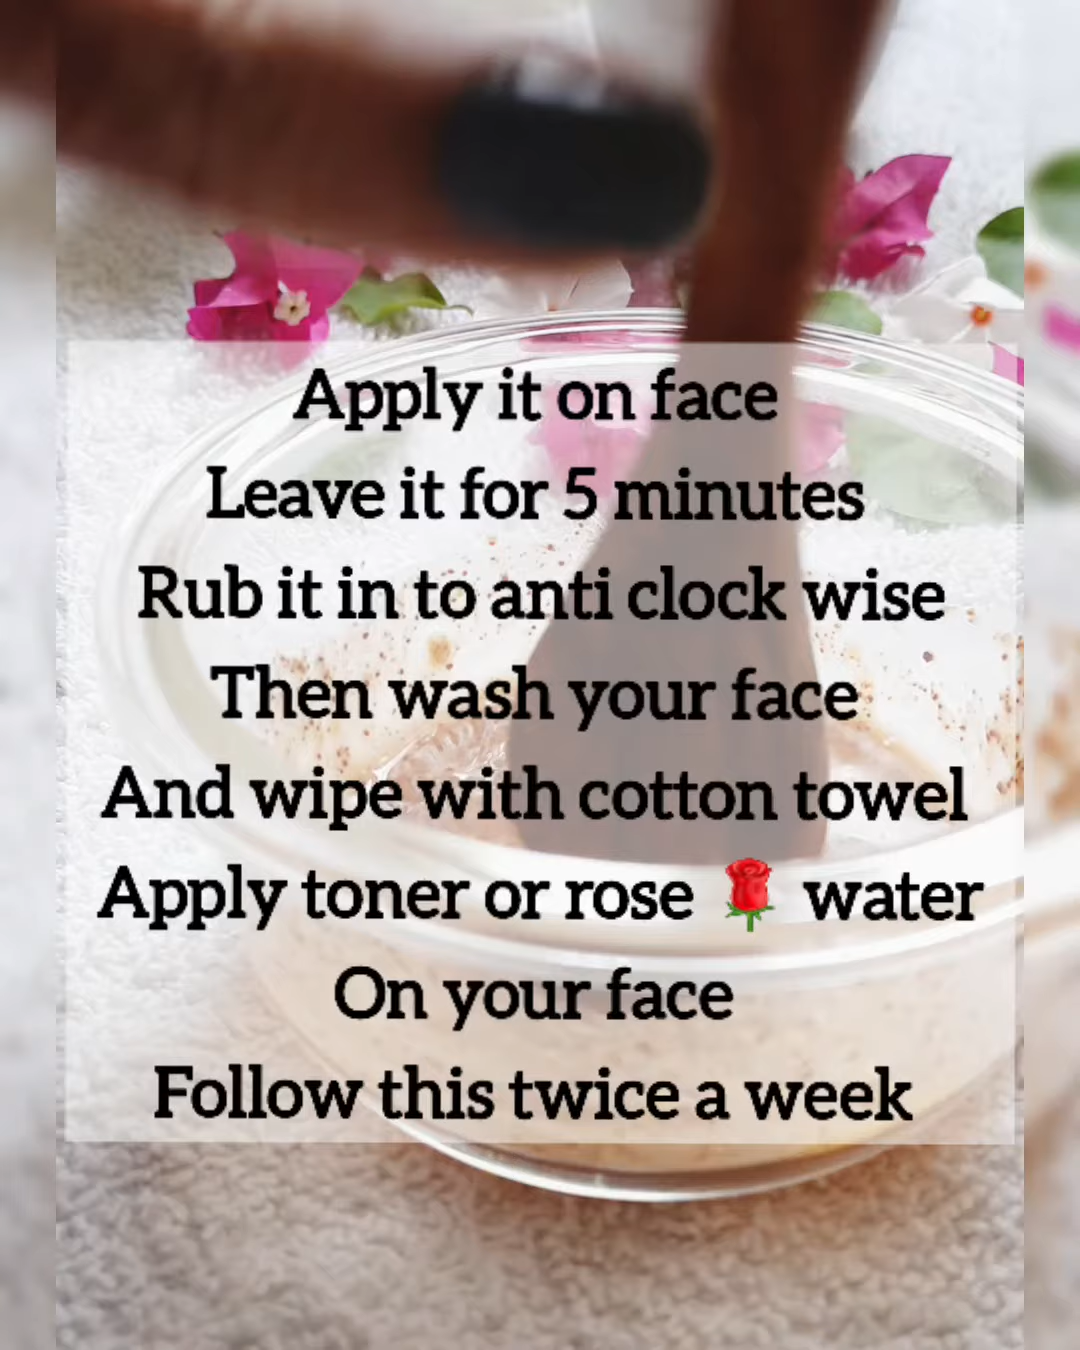 Apply it on face
Leave it for 5 minutes
Rub it in to anti clock wise
Then wash your face
And wipe with cotton towel
Apply toner or rose 🌹 water
On your face
Follow this twice a week